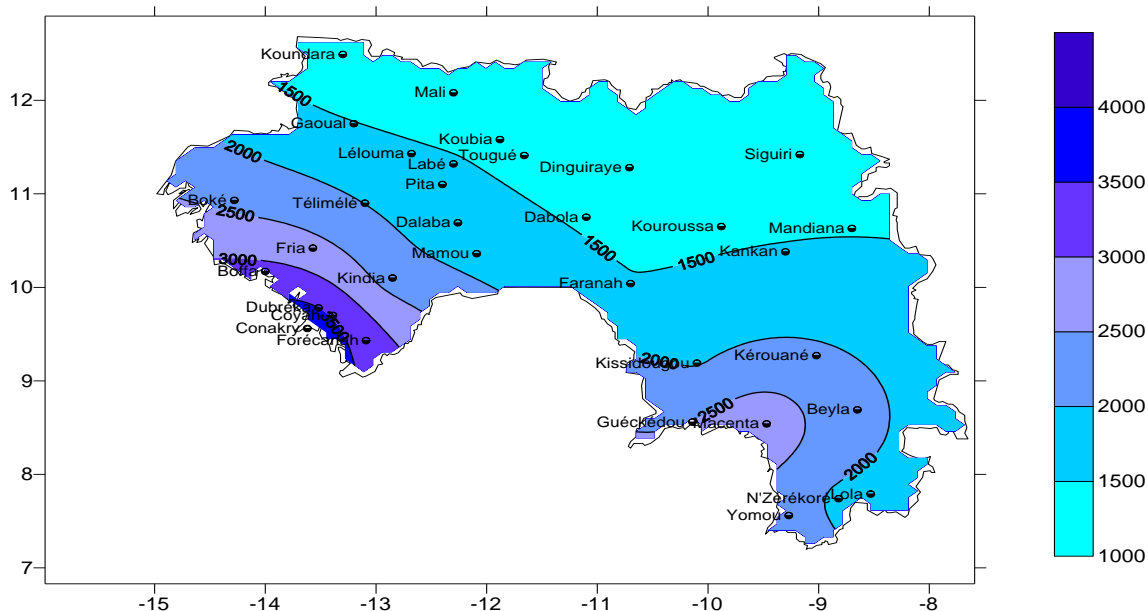 Koundara
12
Mali
1500
4000
Gaoual
Koubia
2000
Lélouma
Tougué
Siguiri
Labé
Dinguiraye
3500
11
Pita
Boké
Télimélé
2500
Dalaba
Dabola
Kouroussa
Mandiana
3000
Fria
1500
Kankan
3000
Mamou
1500
Boffa
Kindia
10
Faranah
2500
Dubréka
Coyah
Conakry
Forécariah
2000
Kérouané
Kissidougou
2000
9
2500
Beyla
Guéckédou
Macenta
2000
8
1500
N'Zérékoré
Lola
Yomou
1000
7
-15
-14
-13
-12
-11
-10
-9
-8